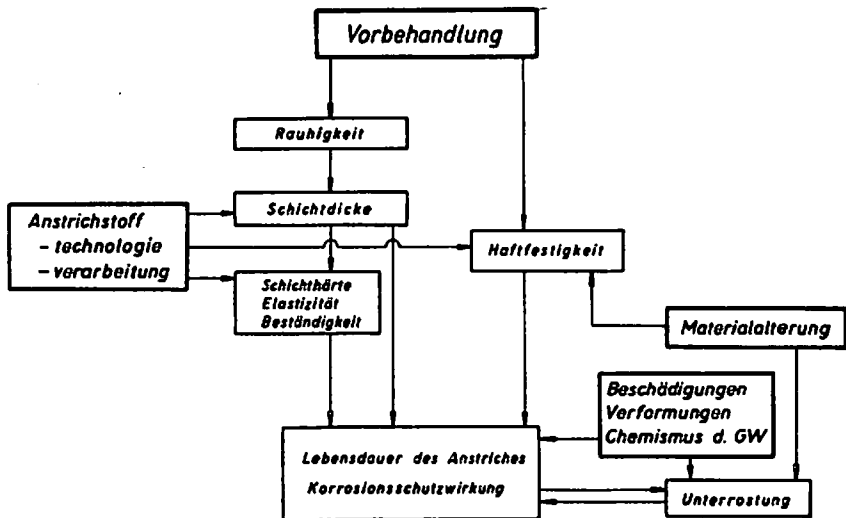 Vorbehandlung
Rauhigkeit
Schichtdicke
Anstrichstoff
- technologie
- verarbeitung
Haftfestigkeit
Schichthärte
Elastizität
Beständigkeit
Materialalterung
Beschädigungen
Verformungen
Chemismus d. GW
Lebensdauer des Anstriches
Korrosionsschutzwirkung
Unterrostung